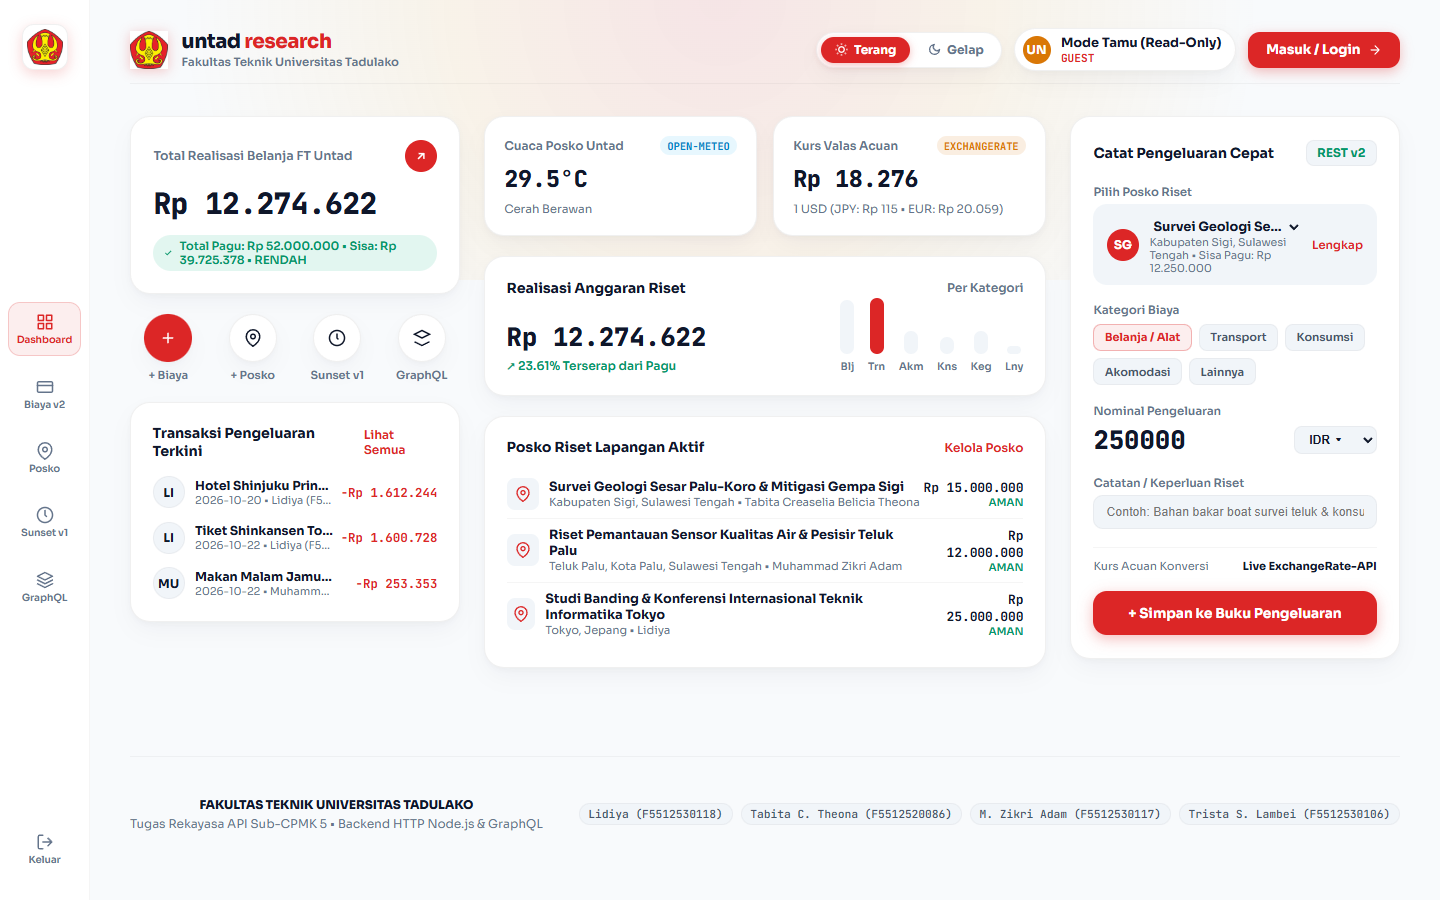 untad research
Fakultas Teknik Universitas Tadulako
Terang
Gelap
UN
Mode Tamu (Read-Only)
GUEST
Masuk / Login →
Dashboard
Biaya v2
Posko
Sunset v1
GraphQL
Keluar
Total Realisasi Belanja FT Untad
Rp 12.274.622
Total Pagu: Rp 52.000.000 • Sisa: Rp
39.725.378 • RENDAH
+ Biaya
+ Posko
Sunset v1
GraphQL
Transaksi Pengeluaran
Terkini
Lihat
Semua
LI
Hotel Shinjuku Prin...
2026-10-20 • Lidiya (F5...
-Rp 1.612.244
LI
Tiket Shinkansen To...
2026-10-22 • Lidiya (F5...
-Rp 1.600.728
MU
Makan Malam Jamu...
2026-10-22 • Muhamm...
-Rp 253.353
Cuaca Posko Untad
OPEN-METEO
29.5°C
Cerah Berawan
Kurs Valas Acuan
EXCHANGERATE
Rp 18.276
1 USD (JPY: Rp 115 • EUR: Rp 20.059)
Realisasi Anggaran Riset
Per Kategori
Rp 12.274.622
↗ 23.61% Terserap dari Pagu
Blj
Trn
Akm
Kns
Keg
Lny
Posko Riset Lapangan Aktif
Kelola Posko
Survei Geologi Sesar Palu-Koro & Mitigasi Gempa Sigi
Kabupaten Sigi, Sulawesi Tengah • Tabita Creaselia Belicia Theona
Rp 15.000.000
AMAN
Riset Pemantauan Sensor Kualitas Air & Pesisir Teluk
Palu
Teluk Palu, Kota Palu, Sulawesi Tengah • Muhammad Zikri Adam
Rp
12.000.000
AMAN
Studi Banding & Konferensi Internasional Teknik
Informatika Tokyo
Tokyo, Jepang • Lidiya
Rp
25.000.000
AMAN
Catat Pengeluaran Cepat
REST v2
Pilih Posko Riset
SG
Survei Geologi Se...
Kabupaten Sigi, Sulawesi
Tengah • Sisa Pagu: Rp
12.250.000
Lengkap
Kategori Biaya
Belanja / Alat
Transport
Konsumsi
Akomodasi
Lainnya
Nominal Pengeluaran
250000
IDR
Catatan / Keperluan Riset
Contoh: Bahan bakar boat survei teluk & konsu
Kurs Acuan Konversi
Live ExchangeRate-API
+ Simpan ke Buku Pengeluaran
FAKULTAS TEKNIK UNIVERSITAS TADULAKO
Tugas Rekayasa API Sub-CPMK 5 • Backend HTTP Node.js & GraphQL
Lidiya (F5512530118)
Tabita C. Theona (F5512520086)
M. Zikri Adam (F5512530117)
Trista S. Lambei (F5512530106)